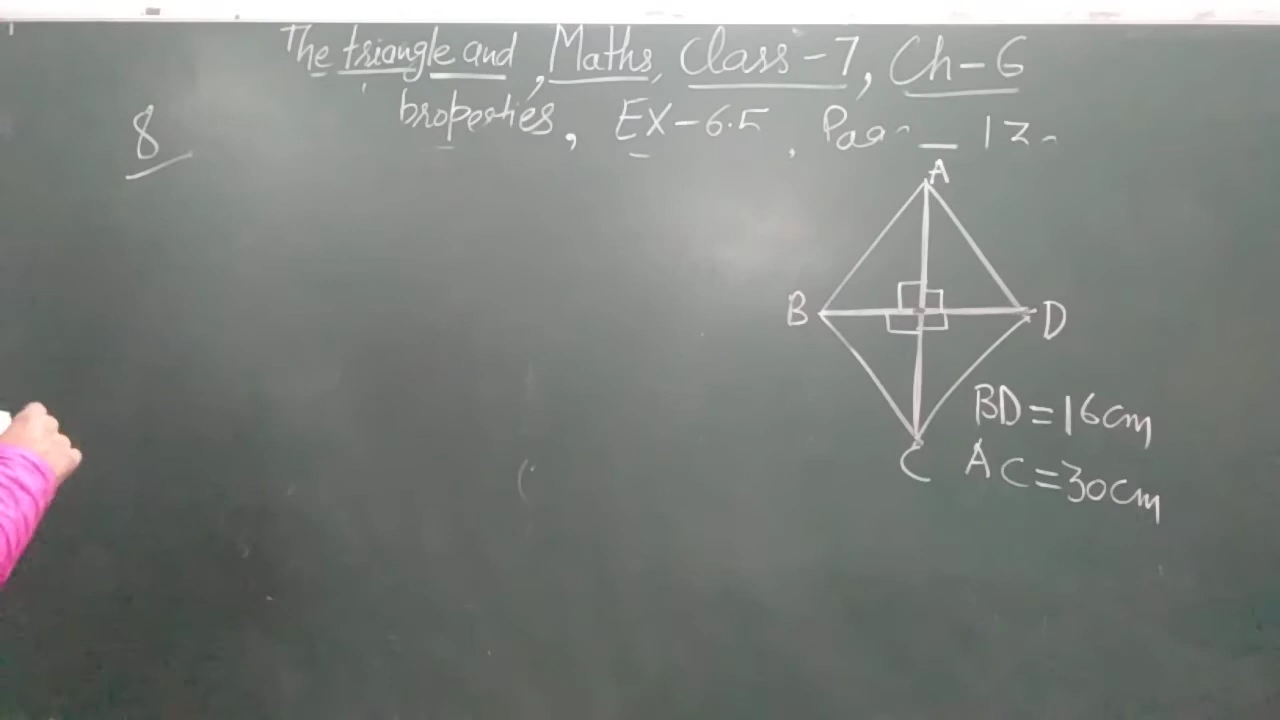 The triangle and, Maths, Class-7, Ch-6
properties, EX-6.5,
8
A
B
D
C
BD=16cm
AC=30cm